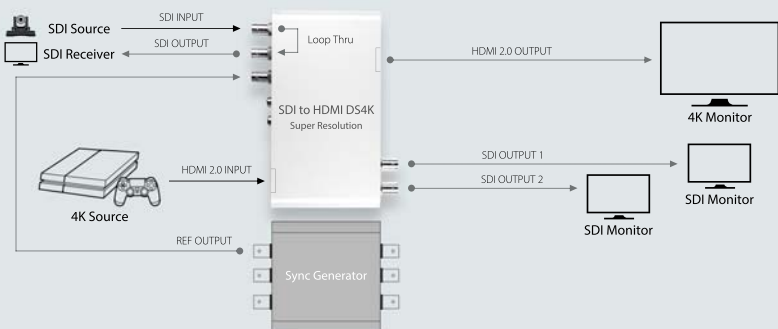 SDI INPUT
SDI Source
SDI OUTPUT
SDI Receiver
Loop Thru
HDMI 2.0 OUTPUT
4K Monitor
SDI to HDMI DS4K
Super Resolution
SDI OUTPUT 1
HDMI 2.0 INPUT
SDI OUTPUT 2
SDI Monitor
4K Source
SDI Monitor
REF OUTPUT
Sync Generator